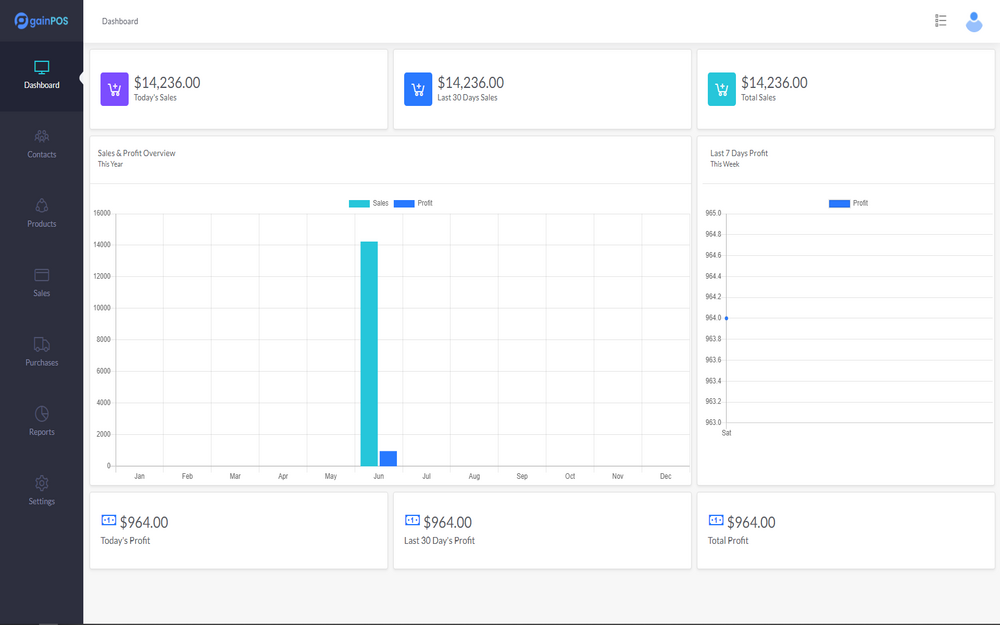 gainPOS
Dashboard
Dashboard
Contacts
Products
Sales
Purchases
Reports
Settings
$14,236.00
Today's Sales
$14,236.00
Last 30 Days Sales
$14,236.00
Total Sales
Sales & Profit Overview
This Year
Sales Profit
16000
14000
12000
10000
8000
6000
4000
2000
0
Jan Feb Mar Apr May Jun Jul Aug Sep Oct Nov Dec
Last 7 Days Profit
This Week
Profit
965.0
964.8
964.6
964.4
964.2
964.0
963.8
963.6
963.4
963.2
963.0
Sat
$964.00
Today's Profit
$964.00
Last 30 Day's Profit
$964.00
Total Profit